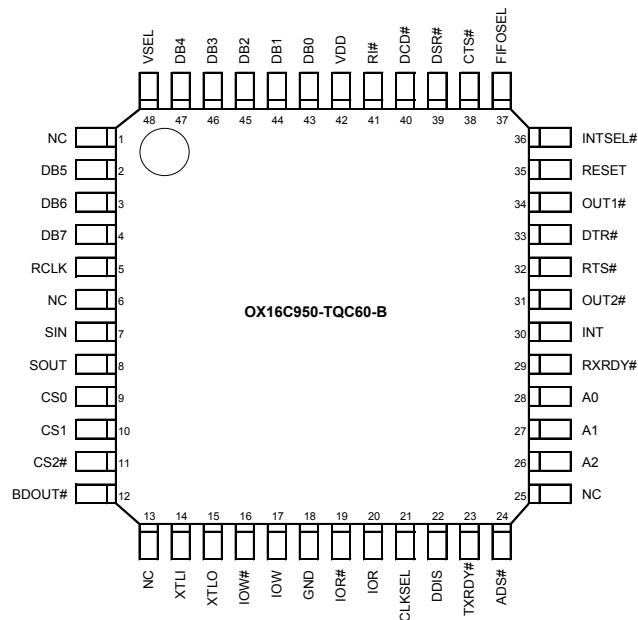 VSEL
DB4
DB3
DB2
DB1
DB0
VDD
RI#
DCD#
DSR#
CTS#
FIFOSEL
48 47 46 45 44 43 42 41 40 39 38 37
NC 1 36 INTSEL#
DB5 2 35 RESET
DB6 3 34 OUT1#
DB7 4 33 DTR#
RCLK 5 32 RTS#
NC 6 31 OUT2#
OX16C950-TQC60-B
SIN 7 30 INT
SOUT 8 29 RXRDY#
CS0 9 28 A0
CS1 10 27 A1
CS2# 11 26 A2
BDOUT# 12 25 NC
13 14 15 16 17 18 19 20 21 22 23 24
NC
XTLI
XTLO
IOW#
IOW
GND
IOR#
IOR
CLKSEL
DDIS
TXRDY#
ADS#